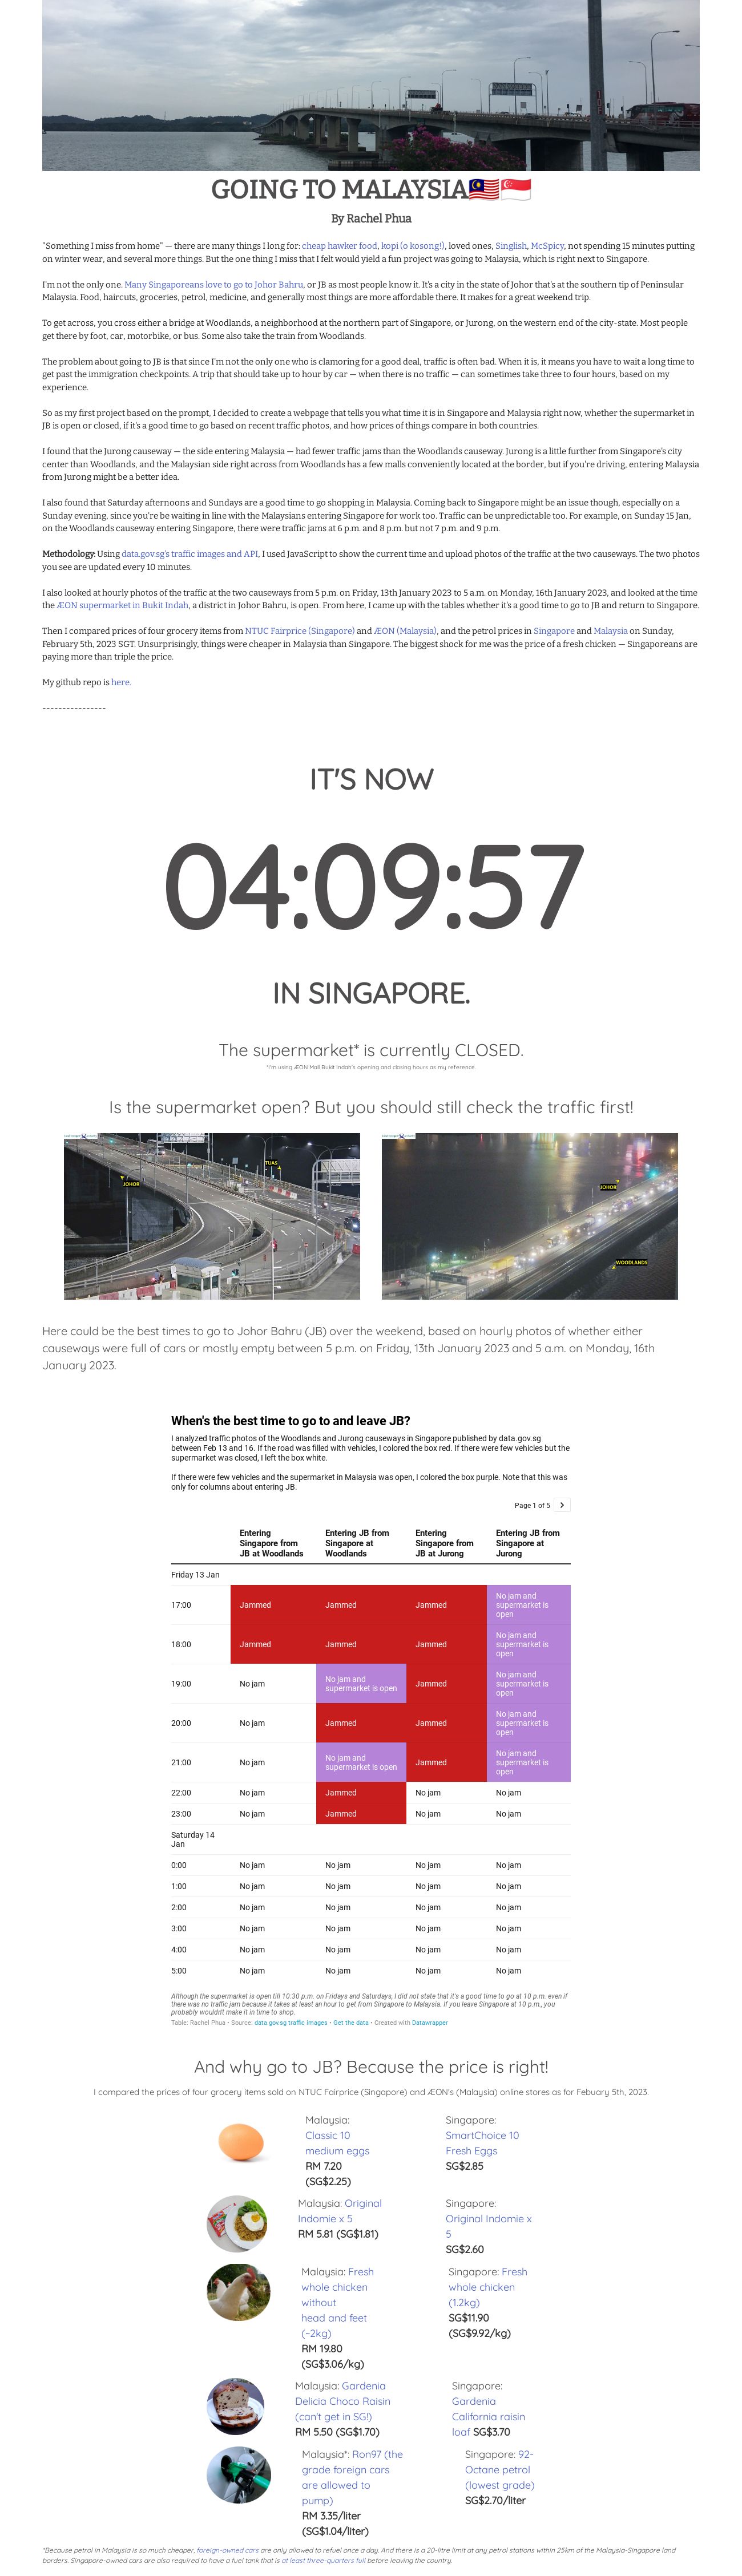 GOING TO MALAYSIA🇲🇾🇸🇬
By Rachel Phua
"Something I miss from home" — there are many things I long for: cheap hawker food, kopi (o kosong!), loved ones, Singlish, McSpicy, not spending 15 minutes putting
on winter wear, and several more things. But the one thing I miss that I felt would yield a fun project was going to Malaysia, which is right next to Singapore.
I'm not the only one. Many Singaporeans love to go to Johor Bahru, or JB as most people know it. It's a city in the state of Johor that's at the southern tip of Peninsular
Malaysia. Food, haircuts, groceries, petrol, medicine, and generally most things are more affordable there. It makes for a great weekend trip.
To get across, you cross either a bridge at Woodlands, a neighborhood at the northern part of Singapore, or Jurong, on the western end of the city-state. Most people
get there by foot, car, motorbike, or bus. Some also take the train from Woodlands.
The problem about going to JB is that since I'm not the only one who is clamoring for a good deal, traffic is often bad. When it is, it means you have to wait a long time to
get past the immigration checkpoints. A trip that should take up to hour by car — when there is no traffic — can sometimes take three to four hours, based on my
experience.
So as my first project based on the prompt, I decided to create a webpage that tells you what time it is in Singapore and Malaysia right now, whether the supermarket in
JB is open or closed, if it's a good time to go based on recent traffic photos, and how prices of things compare in both countries.
I found that the Jurong causeway — the side entering Malaysia — had fewer traffic jams than the Woodlands causeway. Jurong is a little further from Singapore's city
center than Woodlands, and the Malaysian side right across from Woodlands has a few malls conveniently located at the border, but if you're driving, entering Malaysia
from Jurong might be a better idea.
I also found that Saturday afternoons and Sundays are a good time to go shopping in Malaysia. Coming back to Singapore might be an issue though, especially on a
Sunday evening, since you're be waiting in line with the Malaysians entering Singapore for work too. Traffic can be unpredictable too. For example, on Sunday 15 Jan,
on the Woodlands causeway entering Singapore, there were traffic jams at 6 p.m. and 8 p.m. but not 7 p.m. and 9 p.m.
Methodology: Using data.gov.sg's traffic images and API, I used JavaScript to show the current time and upload photos of the traffic at the two causeways. The two photos
you see are updated every 10 minutes.
I also looked at hourly photos of the traffic at the two causeways from 5 p.m. on Friday, 13th January 2023 to 5 a.m. on Monday, 16th January 2023, and looked at the time
the ÆON supermarket in Bukit Indah, a district in Johor Bahru, is open. From here, I came up with the tables whether it's a good time to go to JB and return to Singapore.
Then I compared prices of four grocery items from NTUC Fairprice (Singapore) and ÆON (Malaysia), and the petrol prices in Singapore and Malaysia on Sunday,
February 5th, 2023 SGT. Unsurprisingly, things were cheaper in Malaysia than Singapore. The biggest shock for me was the price of a fresh chicken — Singaporeans are
paying more than triple the price.
My github repo is here.
----------------
IT'S NOW
04:09:57
IN SINGAPORE.
The supermarket* is currently CLOSED.
*I'm using ÆON Mall Bukit Indah's opening and closing hours as my reference.
Is the supermarket open? But you should still check the traffic first!
JOHOR
TUAS
JOHOR
WOODLANDS
Here could be the best times to go to Johor Bahru (JB) over the weekend, based on hourly photos of whether either
causeways were full of cars or mostly empty between 5 p.m. on Friday, 13th January 2023 and 5 a.m. on Monday, 16th
January 2023.
When's the best time to go to and leave JB?
I analyzed traffic photos of the Woodlands and Jurong causeways in Singapore published by data.gov.sg
between Feb 13 and 16. If the road was filled with vehicles, I colored the box red. If there were few vehicles but the
supermarket was closed, I left the box white.
If there were few vehicles and the supermarket in Malaysia was open, I colored the box purple. Note that this was
only for columns about entering JB.
Page 1 of 5
Entering Singapore from JB at Woodlands
Entering JB from Singapore at Woodlands
Entering Singapore from JB at Jurong
Entering JB from Singapore at Jurong
Friday 13 Jan
17:00 Jammed Jammed Jammed No jam and supermarket is open
18:00 Jammed Jammed Jammed No jam and supermarket is open
19:00 No jam No jam and supermarket is open Jammed No jam and supermarket is open
20:00 No jam Jammed Jammed No jam and supermarket is open
21:00 No jam No jam and supermarket is open Jammed No jam and supermarket is open
22:00 No jam Jammed No jam No jam
23:00 No jam Jammed No jam No jam
Saturday 14
Jan
0:00 No jam No jam No jam No jam
1:00 No jam No jam No jam No jam
2:00 No jam No jam No jam No jam
3:00 No jam No jam No jam No jam
4:00 No jam No jam No jam No jam
5:00 No jam No jam No jam No jam
Although the supermarket is open till 10:30 p.m. on Fridays and Saturdays, I did not state that it's a good time to go at 10 p.m. even if
there was no traffic jam because it takes at least an hour to get from Singapore to Malaysia. If you leave Singapore at 10 p.m., you
probably wouldn't make it in time to shop.
Table: Rachel Phua • Source: data.gov.sg traffic images • Get the data • Created with Datawrapper
And why go to JB? Because the price is right!
I compared the prices of four grocery items sold on NTUC Fairprice (Singapore) and ÆON's (Malaysia) online stores as for Febuary 5th, 2023.
Malaysia:
Classic 10
medium eggs
RM 7.20
(SG$2.25)
Singapore:
SmartChoice 10
Fresh Eggs
SG$2.85
Malaysia: Original
Indomie x 5
RM 5.81 (SG$1.81)
Singapore:
Original Indomie x
5
SG$2.60
Malaysia: Fresh
whole chicken
without
head and feet
(~2kg)
RM 19.80
(SG$3.06/kg)
Singapore: Fresh
whole chicken
(1.2kg)
SG$11.90
(SG$9.92/kg)
Malaysia: Gardenia
Delicia Choco Raisin
(can't get in SG!)
RM 5.50 (SG$1.70)
Singapore:
Gardenia
California raisin
loaf SG$3.70
Malaysia*: Ron97 (the
grade foreign cars
are allowed to
pump)
RM 3.35/liter
(SG$1.04/liter)
Singapore: 92-
Octane petrol
(lowest grade)
SG$2.70/liter
*Because petrol in Malaysia is so much cheaper, foreign-owned cars are only allowed to refuel once a day. And there is a 20-litre limit at any petrol stations within 25km of the Malaysia-Singapore land
borders. Singapore-owned cars are also required to have a fuel tank that is at least three-quarters full before leaving the country.